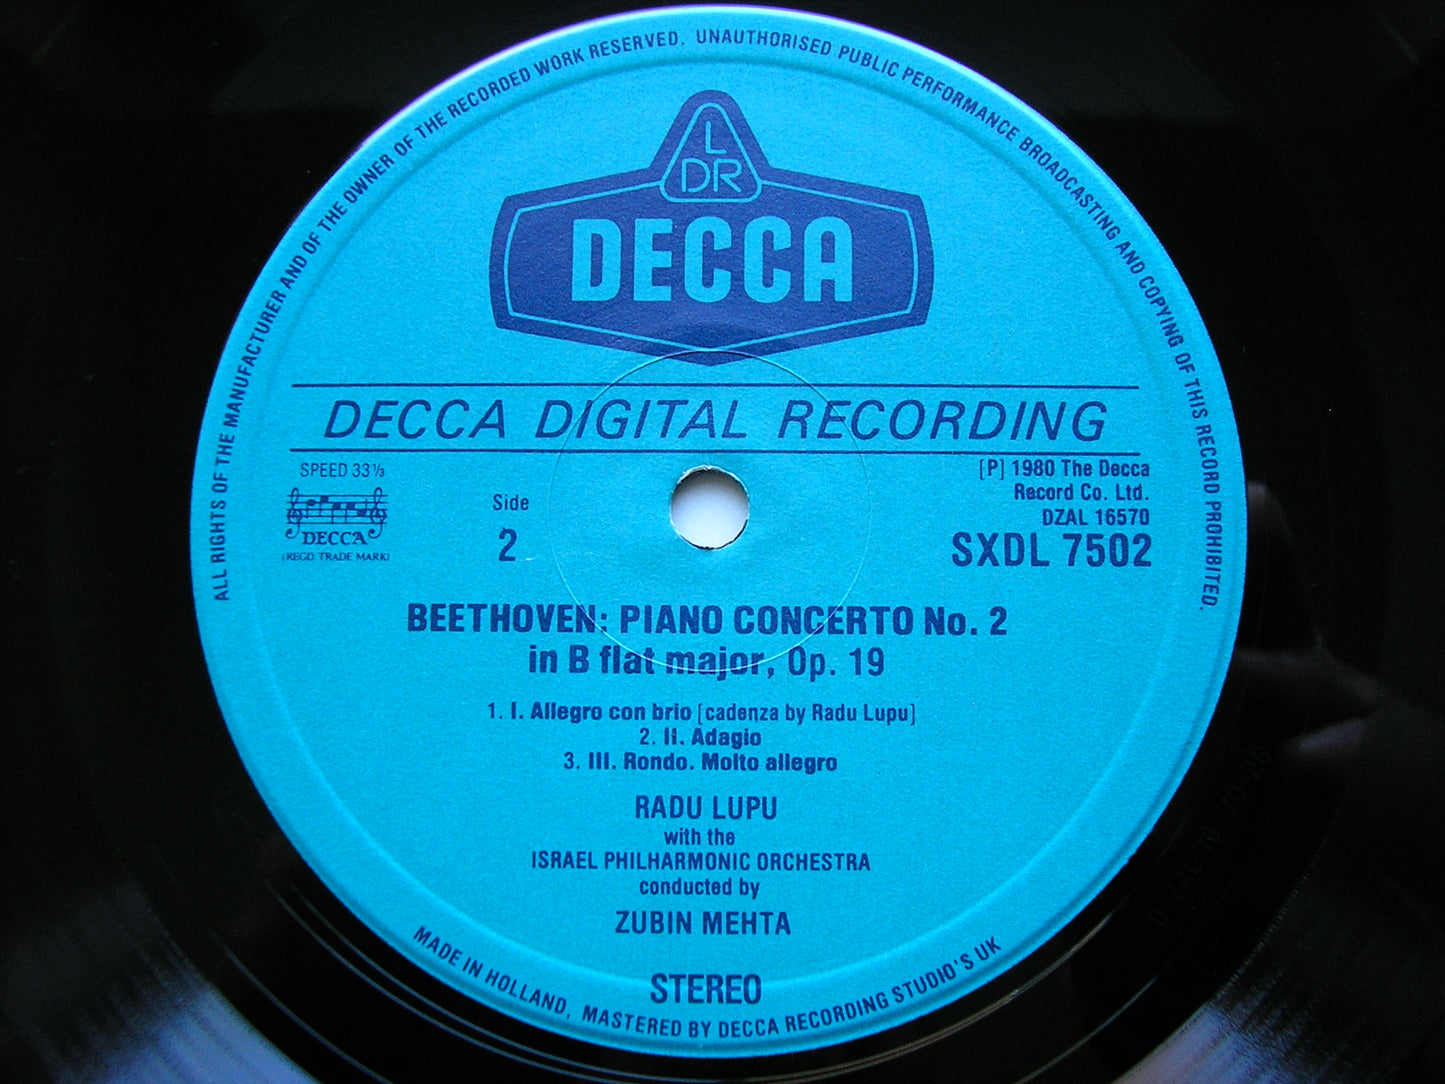 ALL RIGHTS OF THE MANUFACTURER AND OF THE OWNER OF THE RECORDED WORK RESERVED. UNAUTHORISED PUBLIC PERFORMANCE BROADCASTING AND COPYING OF THIS RECORD PROHIBITED.
L
DR
DECCA
DECCA DIGITAL RECORDING
SPEED 33⅓
DECCA
(REGD. TRADE MARK)
Side
2
[P] 1980 The Decca
Record Co. Ltd.
DZAL 16570
SXDL 7502
BEETHOVEN: PIANO CONCERTO No. 2
in B flat major, Op. 19
1. I. Allegro con brio [cadenza by Radu Lupu]
2. II. Adagio
3. III. Rondo. Molto allegro
RADU LUPU
with the
ISRAEL PHILHARMONIC ORCHESTRA
conducted by
ZUBIN MEHTA
STEREO
MADE IN HOLLAND. MASTERED BY DECCA RECORDING STUDIO'S UK